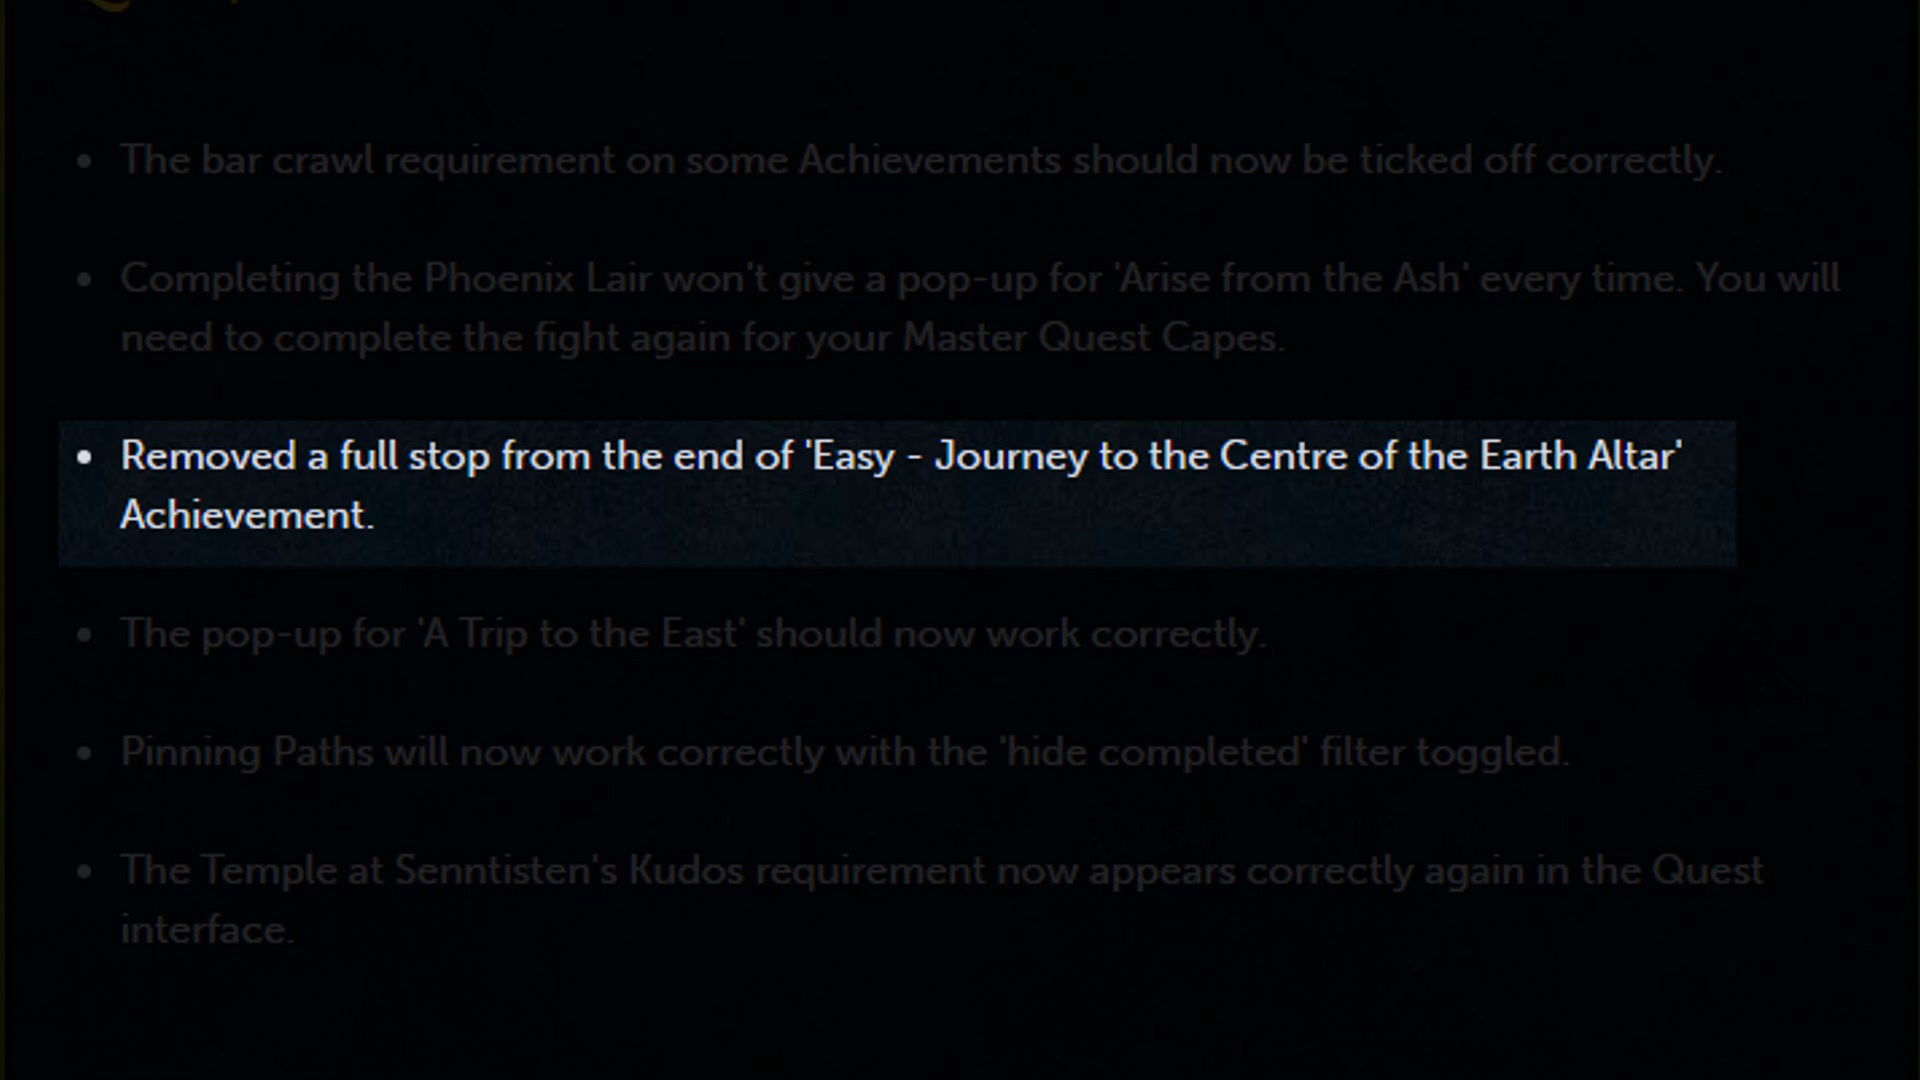 • The bar crawl requirement on some Achievements should now be ticked off correctly.
• Completing the Phoenix Lair won't give a pop-up for 'Arise from the Ash' every time. You will
need to complete the fight again for your Master Quest Capes.
• Removed a full stop from the end of 'Easy - Journey to the Centre of the Earth Altar'
Achievement.
• The pop-up for 'A Trip to the East' should now work correctly.
• Pinning Paths will now work correctly with the 'hide completed' filter toggled.
• The Temple at Senntisten's Kudos requirement now appears correctly again in the Quest
interface.